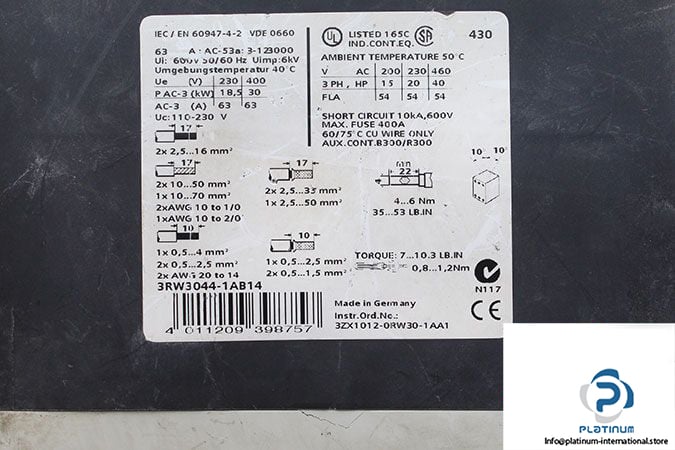 IEC / EN 60947-4-2 VDE 0660
63 A : AC-53a: 3-12:3000
Ui: 600V 50/60 Hz Uimp:6kV
Umgebungstemperatur 40°C
Ue (V) 230 400
P AC-3 (kW) 18,5 30
AC-3 (A) 63 63
Uc:110-230 V
17
2x 2,5...16 mm²
17
2x 10...50 mm²
1x 10...70 mm²
2xAWG 10 to 1/0
1xAWG 10 to 2/0
10
1x 0,5...4 mm²
2x 0,5...2,5 mm²
2x AWG 20 to 14
17
2x 2,5...35 mm²
1x 2,5...50 mm²
10
1x 0,5...2,5 mm²
2x 0,5...1,5 mm²
UL LISTED 165C
IND.CONT.EQ.
430
AMBIENT TEMPERATURE 50°C
V AC 200 230 460
3 PH , HP 15 20 40
FLA 54 54 54
SHORT CIRCUIT 10kA,600V
MAX. FUSE 400A
60/75°C CU WIRE ONLY
AUX.CONT.B300/R300
min
22
4...6 Nm
35...53 LB.IN
10° 10°
TORQUE: 7...10.3 LB.IN
0,8...1,2Nm
N117
3RW3044-1AB14
4 011209 398757
Made in Germany
Instr.Ord.No.:
3ZX1012-0RW30-1AA1
CE
PLATINUM
Info@platinum-international.store